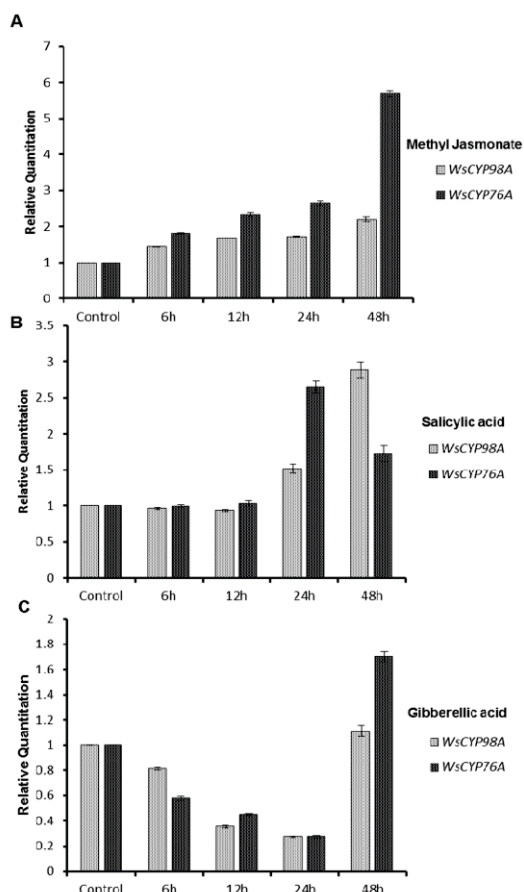 A
7
6
5
4
3
2
1
0
Relative Quantitation
Control 6h 12h 24h 48h
Methyl Jasmonate
WsCYP98A
WsCYP76A
B
3.5
3
2.5
2
1.5
1
0.5
0
Relative Quantitation
Control 6h 12h 24h 48h
Salicylic acid
WsCYP98A
WsCYP76A
C
2
1.8
1.6
1.4
1.2
1
0.8
0.6
0.4
0.2
0
Relative Quantitation
Control 6h 12h 24h 48h
Gibberellic acid
WsCYP98A
WsCYP76A